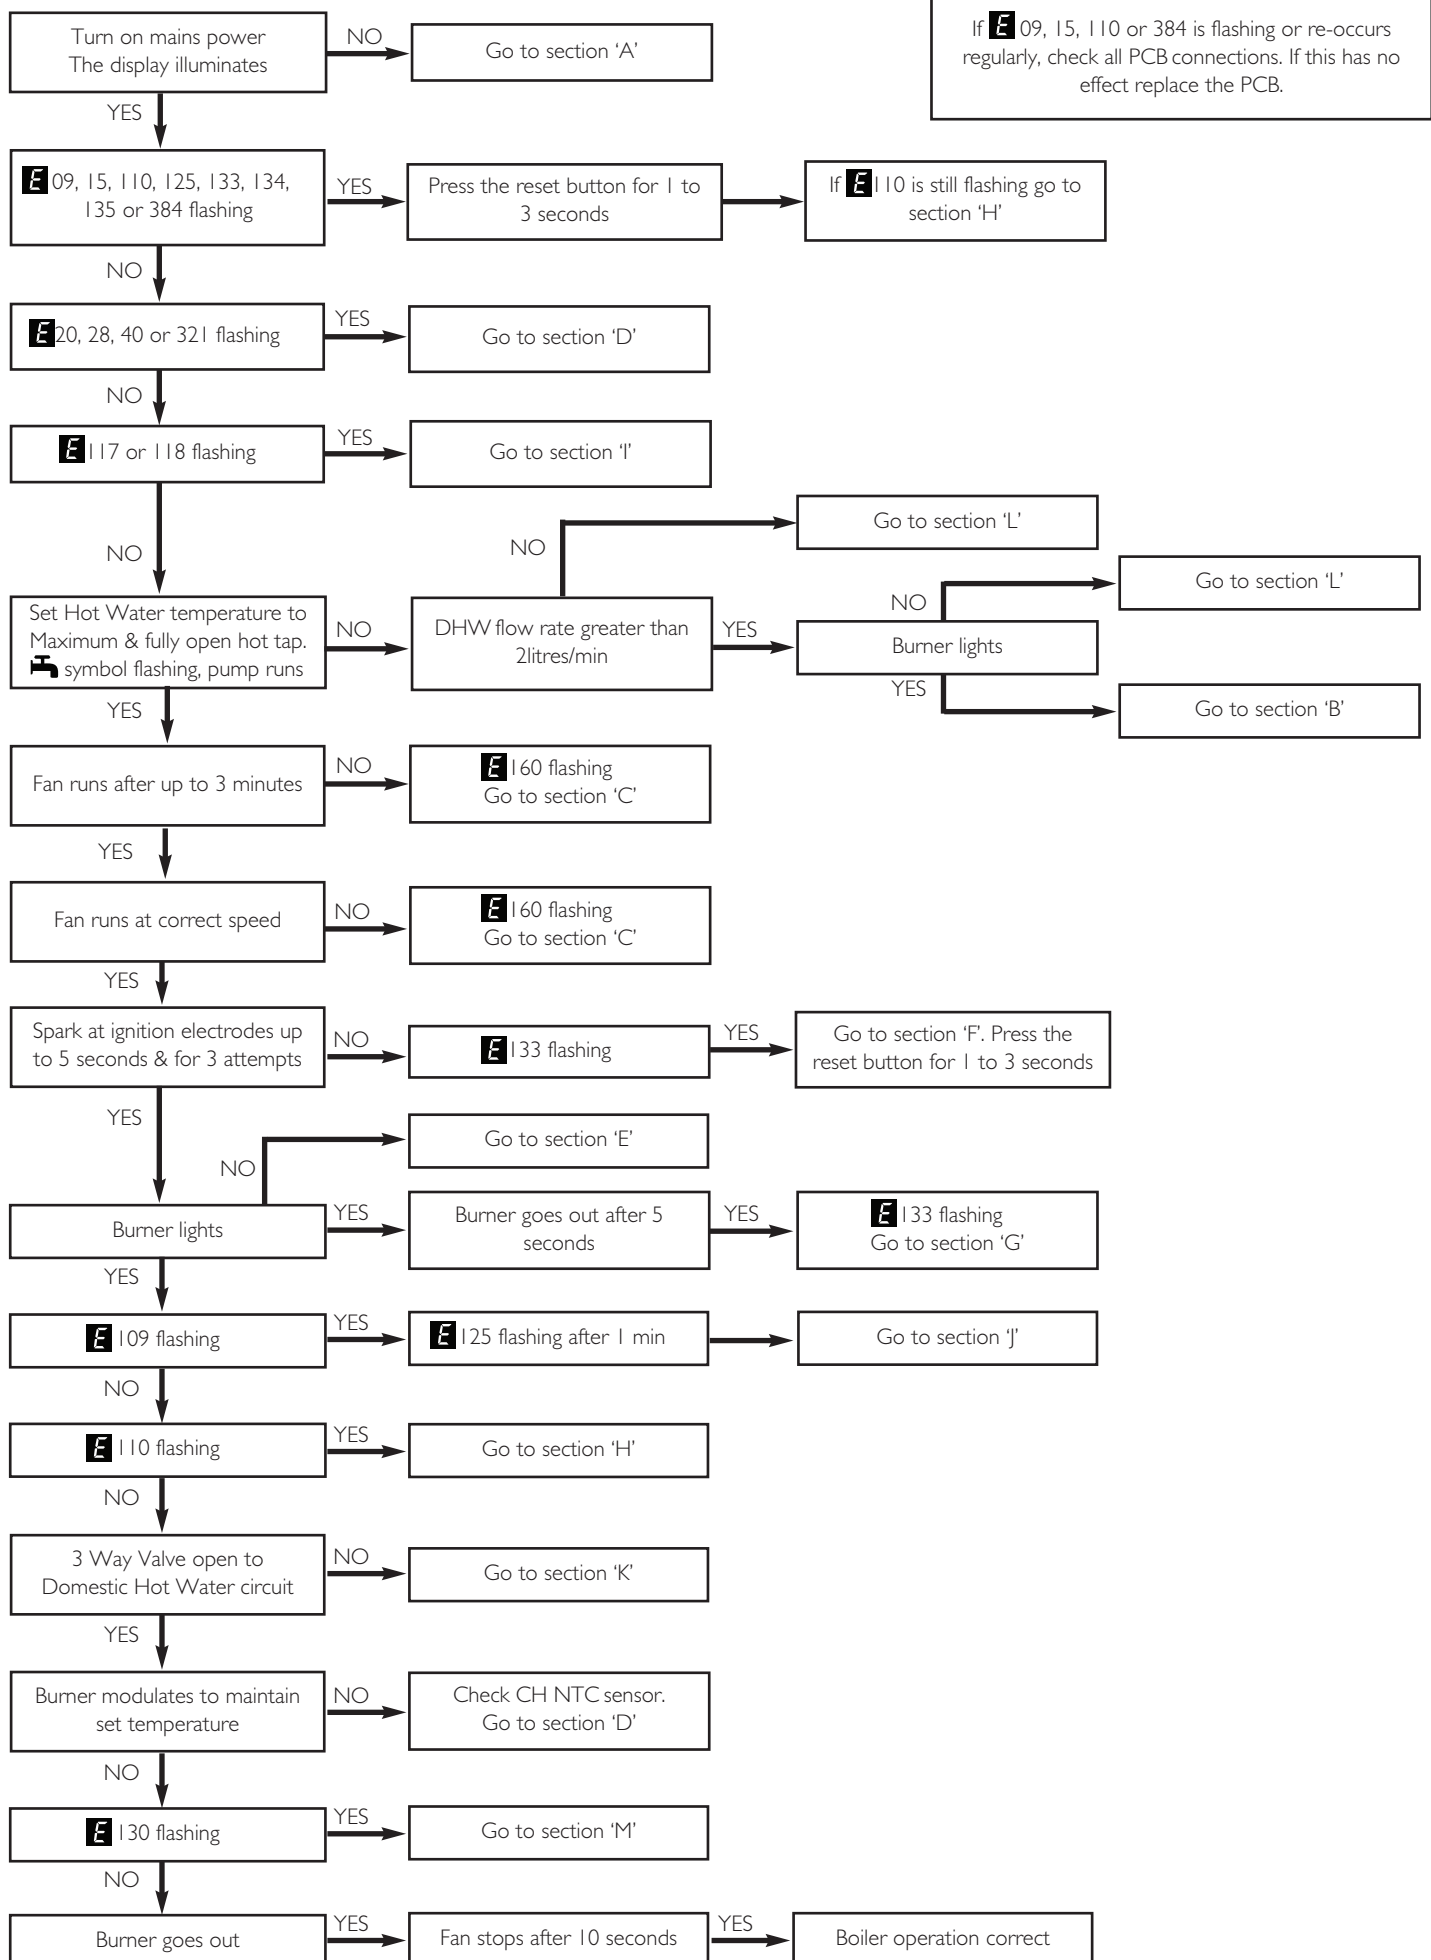 Turn on mains power
The display illuminates
NO
Go to section ‘A’
If E 09, 15, 110 or 384 is flashing or re-occurs
regularly, check all PCB connections. If this has no
effect replace the PCB.
YES
E 09, 15, 110, 125, 133, 134,
135 or 384 flashing
YES
Press the reset button for 1 to
3 seconds
If E 110 is still flashing go to
section ‘H’
NO
E 20, 28, 40 or 321 flashing
YES
Go to section ‘D’
NO
E 117 or 118 flashing
YES
Go to section ‘I’
NO
Set Hot Water temperature to
Maximum & fully open hot tap.
symbol flashing, pump runs
NO
DHW flow rate greater than
2litres/min
NO
Go to section ‘L’
YES
Burner lights
NO
Go to section ‘L’
YES
Go to section ‘B’
YES
Fan runs after up to 3 minutes
NO
E 160 flashing
Go to section ‘C’
YES
Fan runs at correct speed
NO
E 160 flashing
Go to section ‘C’
YES
Spark at ignition electrodes up
to 5 seconds & for 3 attempts
NO
E 133 flashing
YES
Go to section ‘F’. Press the
reset button for 1 to 3 seconds
YES
NO
Go to section ‘E’
Burner lights
YES
Burner goes out after 5
seconds
YES
E 133 flashing
Go to section ‘G’
YES
E 109 flashing
YES
E 125 flashing after 1 min
Go to section ‘J’
NO
E 110 flashing
YES
Go to section ‘H’
NO
3 Way Valve open to
Domestic Hot Water circuit
NO
Go to section ‘K’
YES
Burner modulates to maintain
set temperature
NO
Check CH NTC sensor.
Go to section ‘D’
NO
E 130 flashing
YES
Go to section ‘M’
NO
Burner goes out
YES
Fan stops after 10 seconds
YES
Boiler operation correct